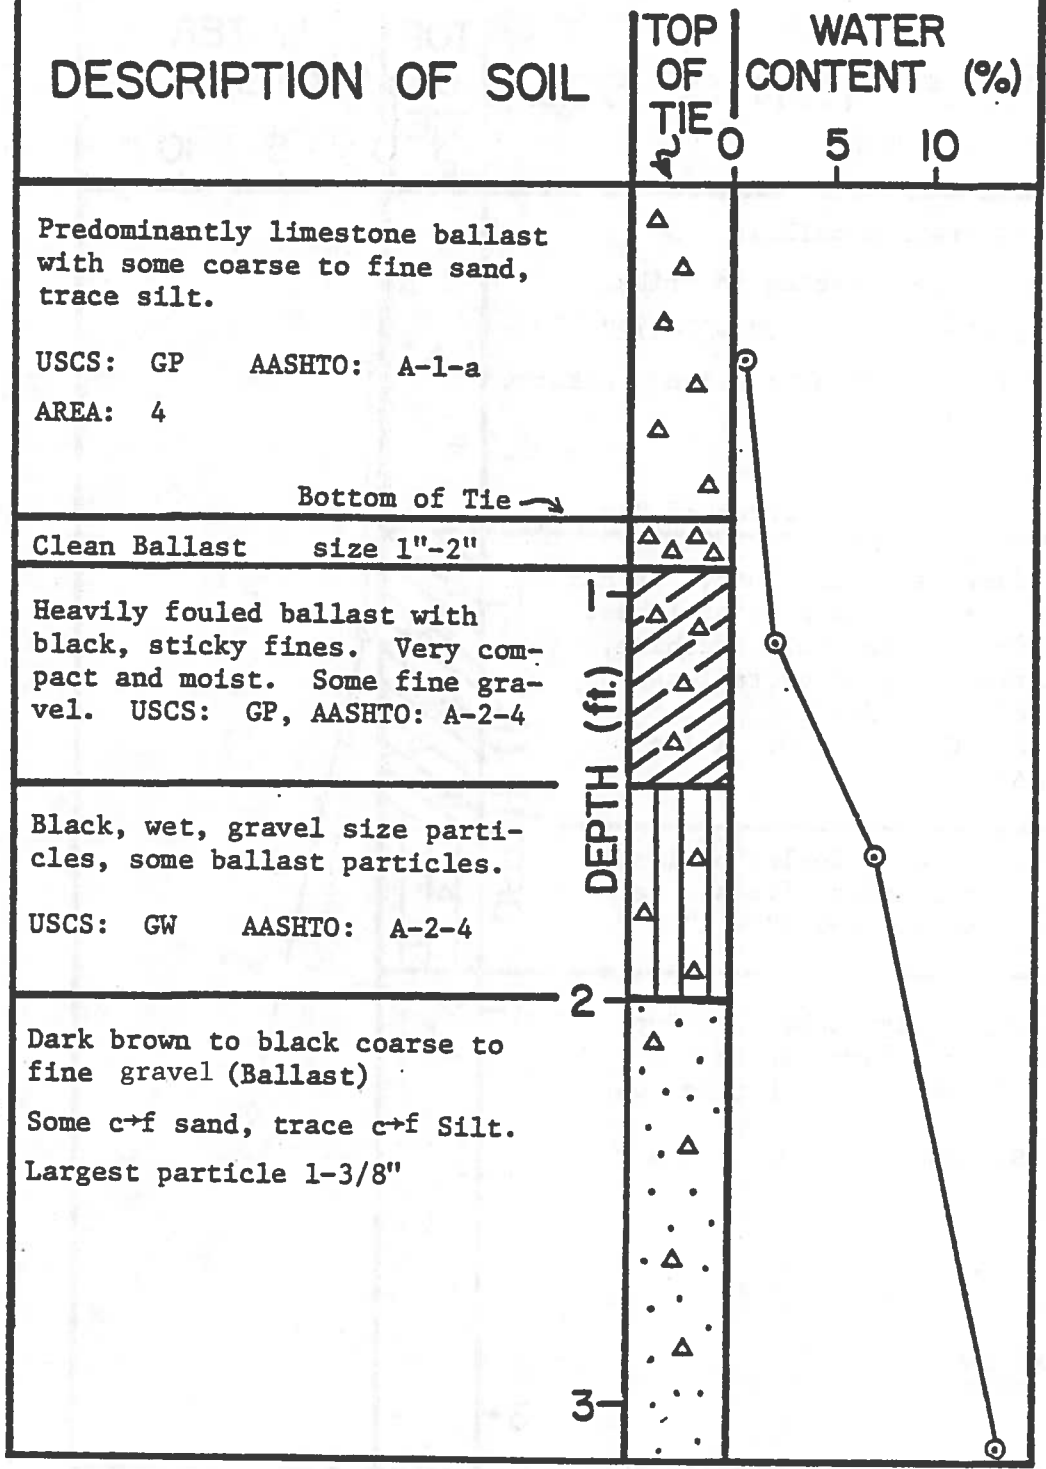 DESCRIPTION OF SOIL
TOP
OF
TIE
WATER
CONTENT (%)
0 5 10
Predominantly limestone ballast
with some coarse to fine sand,
trace silt.
USCS: GP AASHTO: A-1-a
AREA: 4
Bottom of Tie
Clean Ballast size 1"-2"
Heavily fouled ballast with
black, sticky fines. Very com-
pact and moist. Some fine gra-
vel. USCS: GP, AASHTO: A-2-4
Black, wet, gravel size parti-
cles, some ballast particles.
USCS: GW AASHTO: A-2-4
Dark brown to black coarse to
fine gravel (Ballast)
Some c→f sand, trace c→f Silt.
Largest particle 1-3/8"
DEPTH (ft.)
1
2
3